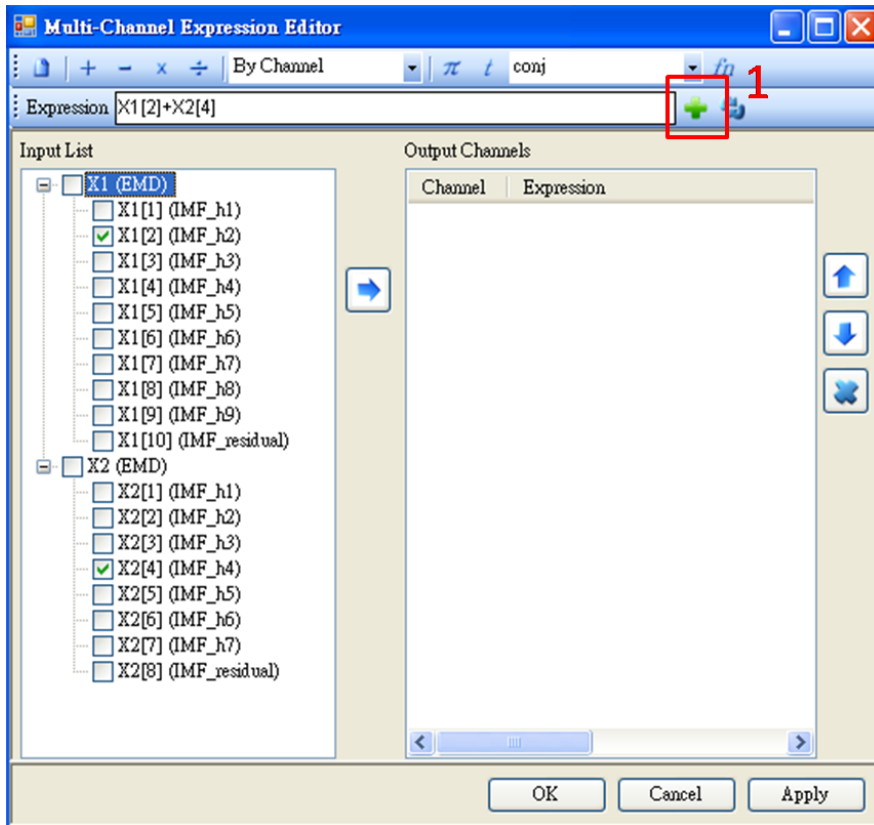 Multi-Channel Expression Editor
+ - × ÷ By Channel π t conj fn
1
Expression X1[2]+X2[4]
Input List
Output Channels
X1 (EMD)
Channel Expression
X1[1] (IMF_h1)
X1[2] (IMF_h2)
X1[3] (IMF_h3)
X1[4] (IMF_h4)
X1[5] (IMF_h5)
X1[6] (IMF_h6)
X1[7] (IMF_h7)
X1[8] (IMF_h8)
X1[9] (IMF_h9)
X1[10] (IMF_residual)
X2 (EMD)
X2[1] (IMF_h1)
X2[2] (IMF_h2)
X2[3] (IMF_h3)
X2[4] (IMF_h4)
X2[5] (IMF_h5)
X2[6] (IMF_h6)
X2[7] (IMF_h7)
X2[8] (IMF_residual)
OK Cancel Apply